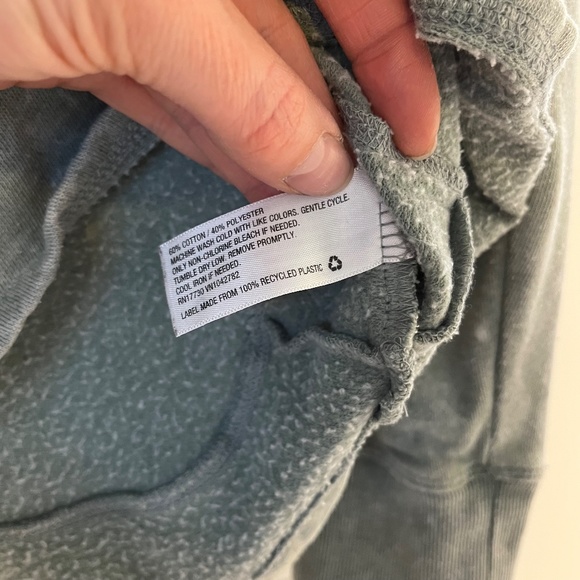 60% COTTON / 40% POLYESTER
MACHINE WASH COLD WITH LIKE COLORS. GENTLE CYCLE.
ONLY NON-CHLORINE BLEACH IF NEEDED.
TUMBLE DRY LOW. REMOVE PROMPTLY.
COOL IRON IF NEEDED.
RN17730 VN1042782
LABEL MADE FROM 100% RECYCLED PLASTIC